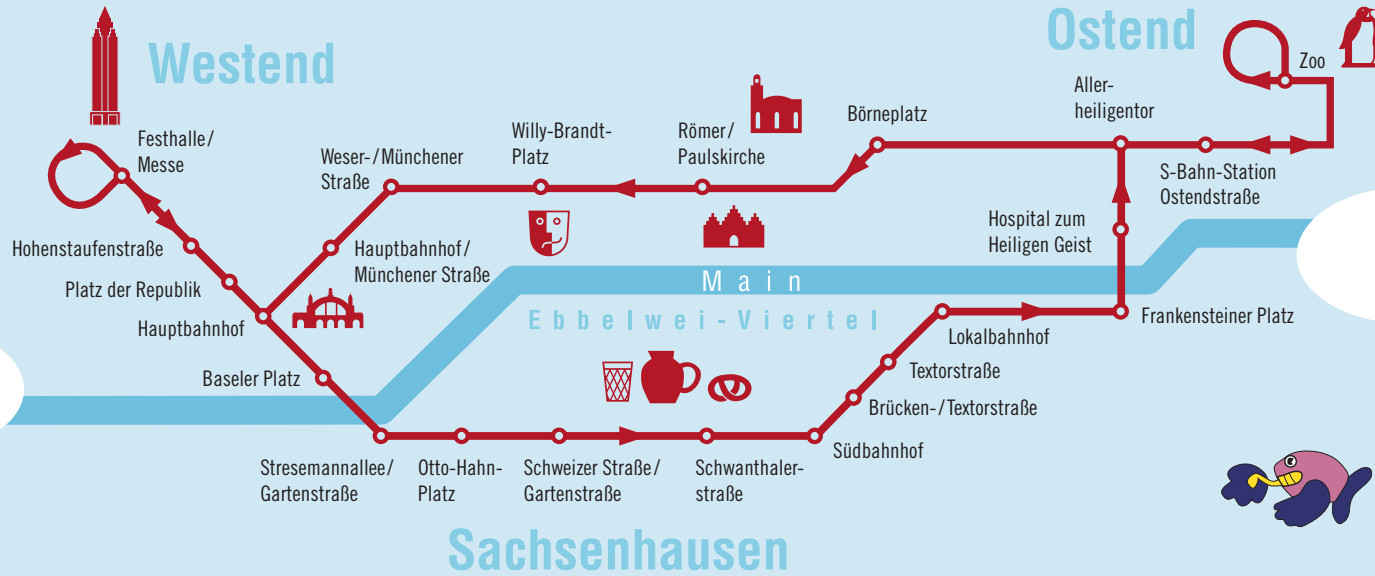 Westend
Ostend
Zoo
Aller-
heiligentor
Börneplatz
Willy-Brandt-
Platz
Römer/
Paulskirche
Festhalle/
Messe
Weser-/Münchener
Straße
S-Bahn-Station
Ostendstraße
Hospital zum
Heiligen Geist
Hohenstaufenstraße
Hauptbahnhof/
Münchener Straße
Platz der Republik
Main
Ebbelwei-Viertel
Hauptbahnhof
Frankensteiner Platz
Lokalbahnhof
Baseler Platz
Textorstraße
Brücken-/Textorstraße
Südbahnhof
Stresemannallee/
Gartenstraße
Otto-Hahn-
Platz
Schweizer Straße/
Gartenstraße
Schwanthaler-
straße
Sachsenhausen